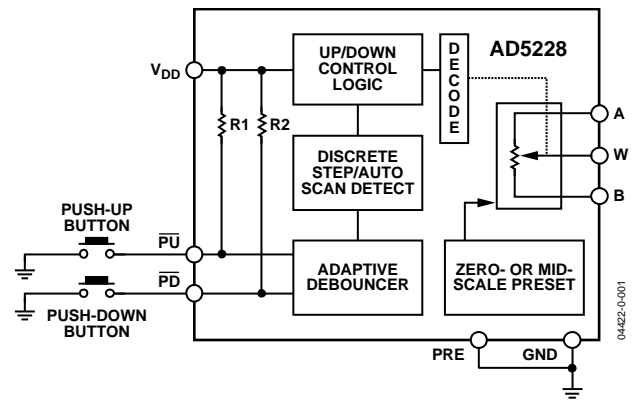 UP/DOWN
CONTROL
LOGIC
D
E
C
O
D
E
AD5228
VDD
R1
R2
A
W
B
DISCRETE
STEP/AUTO
SCAN DETECT
PUSH-UP
BUTTON
PU
PD
PUSH-DOWN
BUTTON
ADAPTIVE
DEBOUNCER
ZERO- OR MID-
SCALE PRESET
PRE
GND
04422-0-001